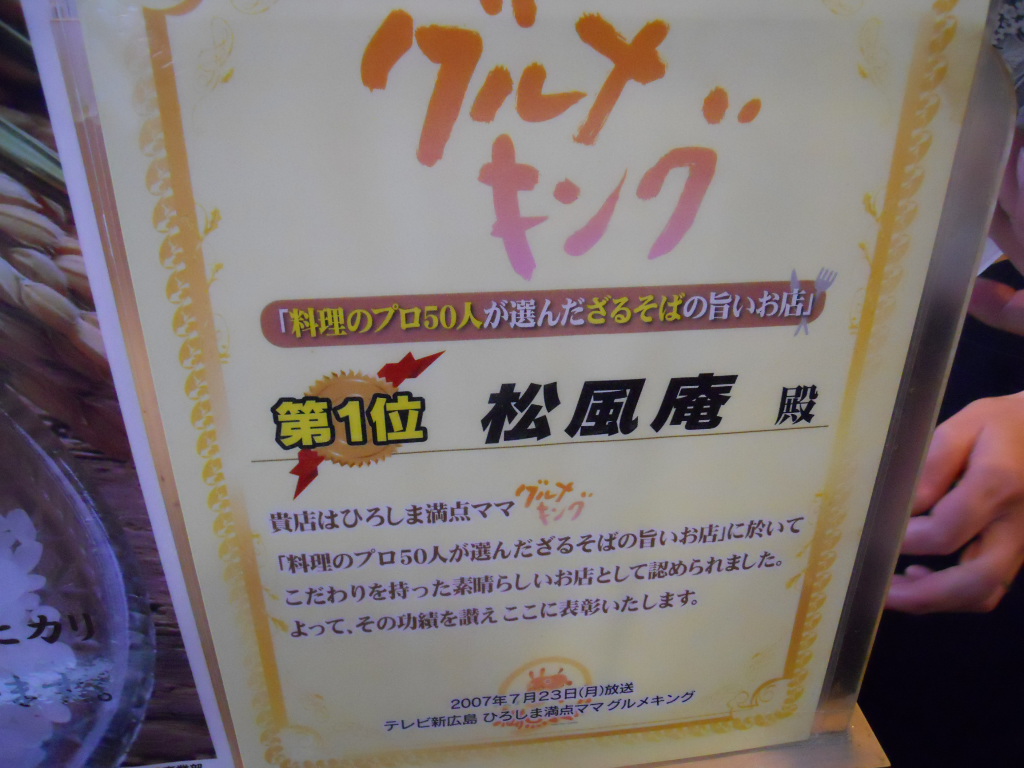 グルメ
キング
「料理のプロ50人が選んだざるそばの旨いお店」
第1位 松風庵 殿
貴店はひろしま満点ママグルメキング
「料理のプロ50人が選んだざるそばの旨いお店」に於いて
こだわりを持った素晴らしいお店として認められました。
よって、その功績を讃えここに表彰いたします。
2007年7月23日(月)放送
テレビ新広島 ひろしま満点ママグルメキング
ヒカリ